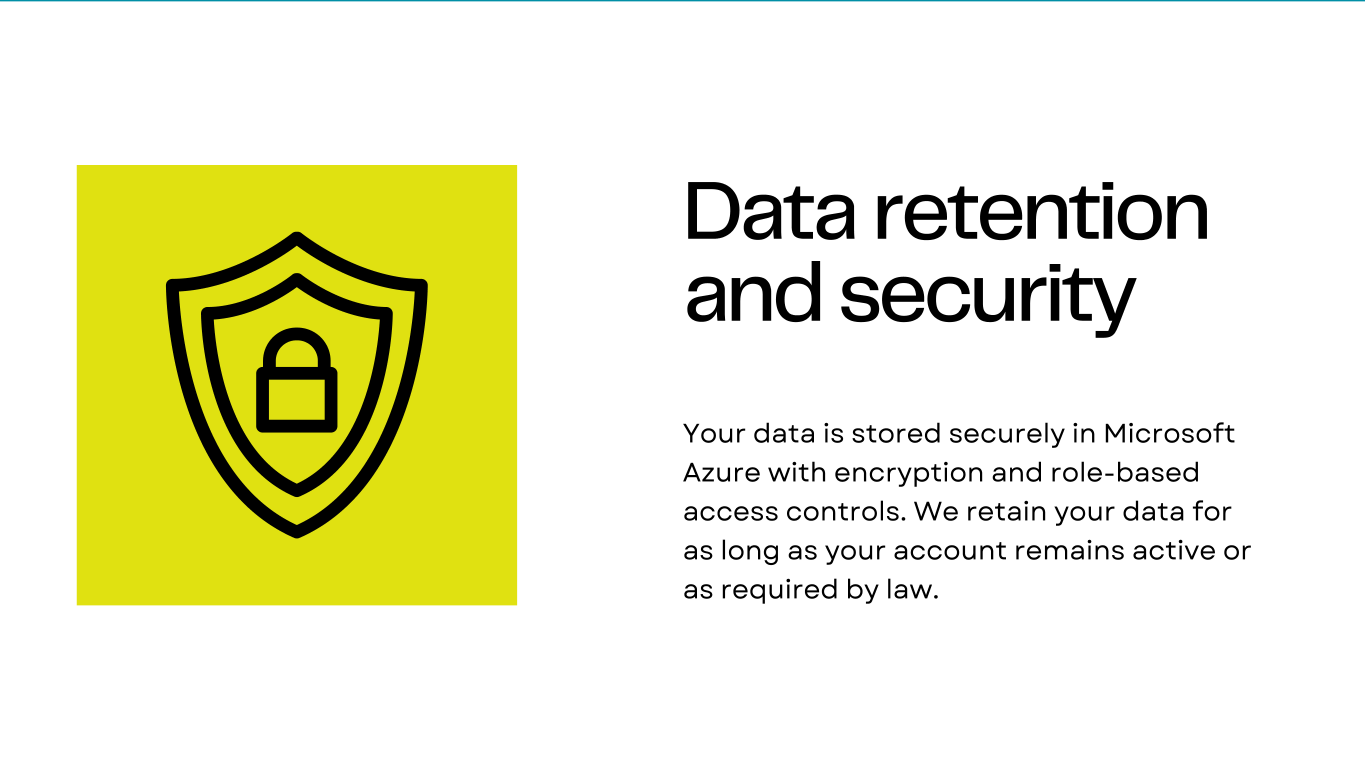 Data retention
and security
Your data is stored securely in Microsoft
Azure with encryption and role-based
access controls. We retain your data for
as long as your account remains active or
as required by law.